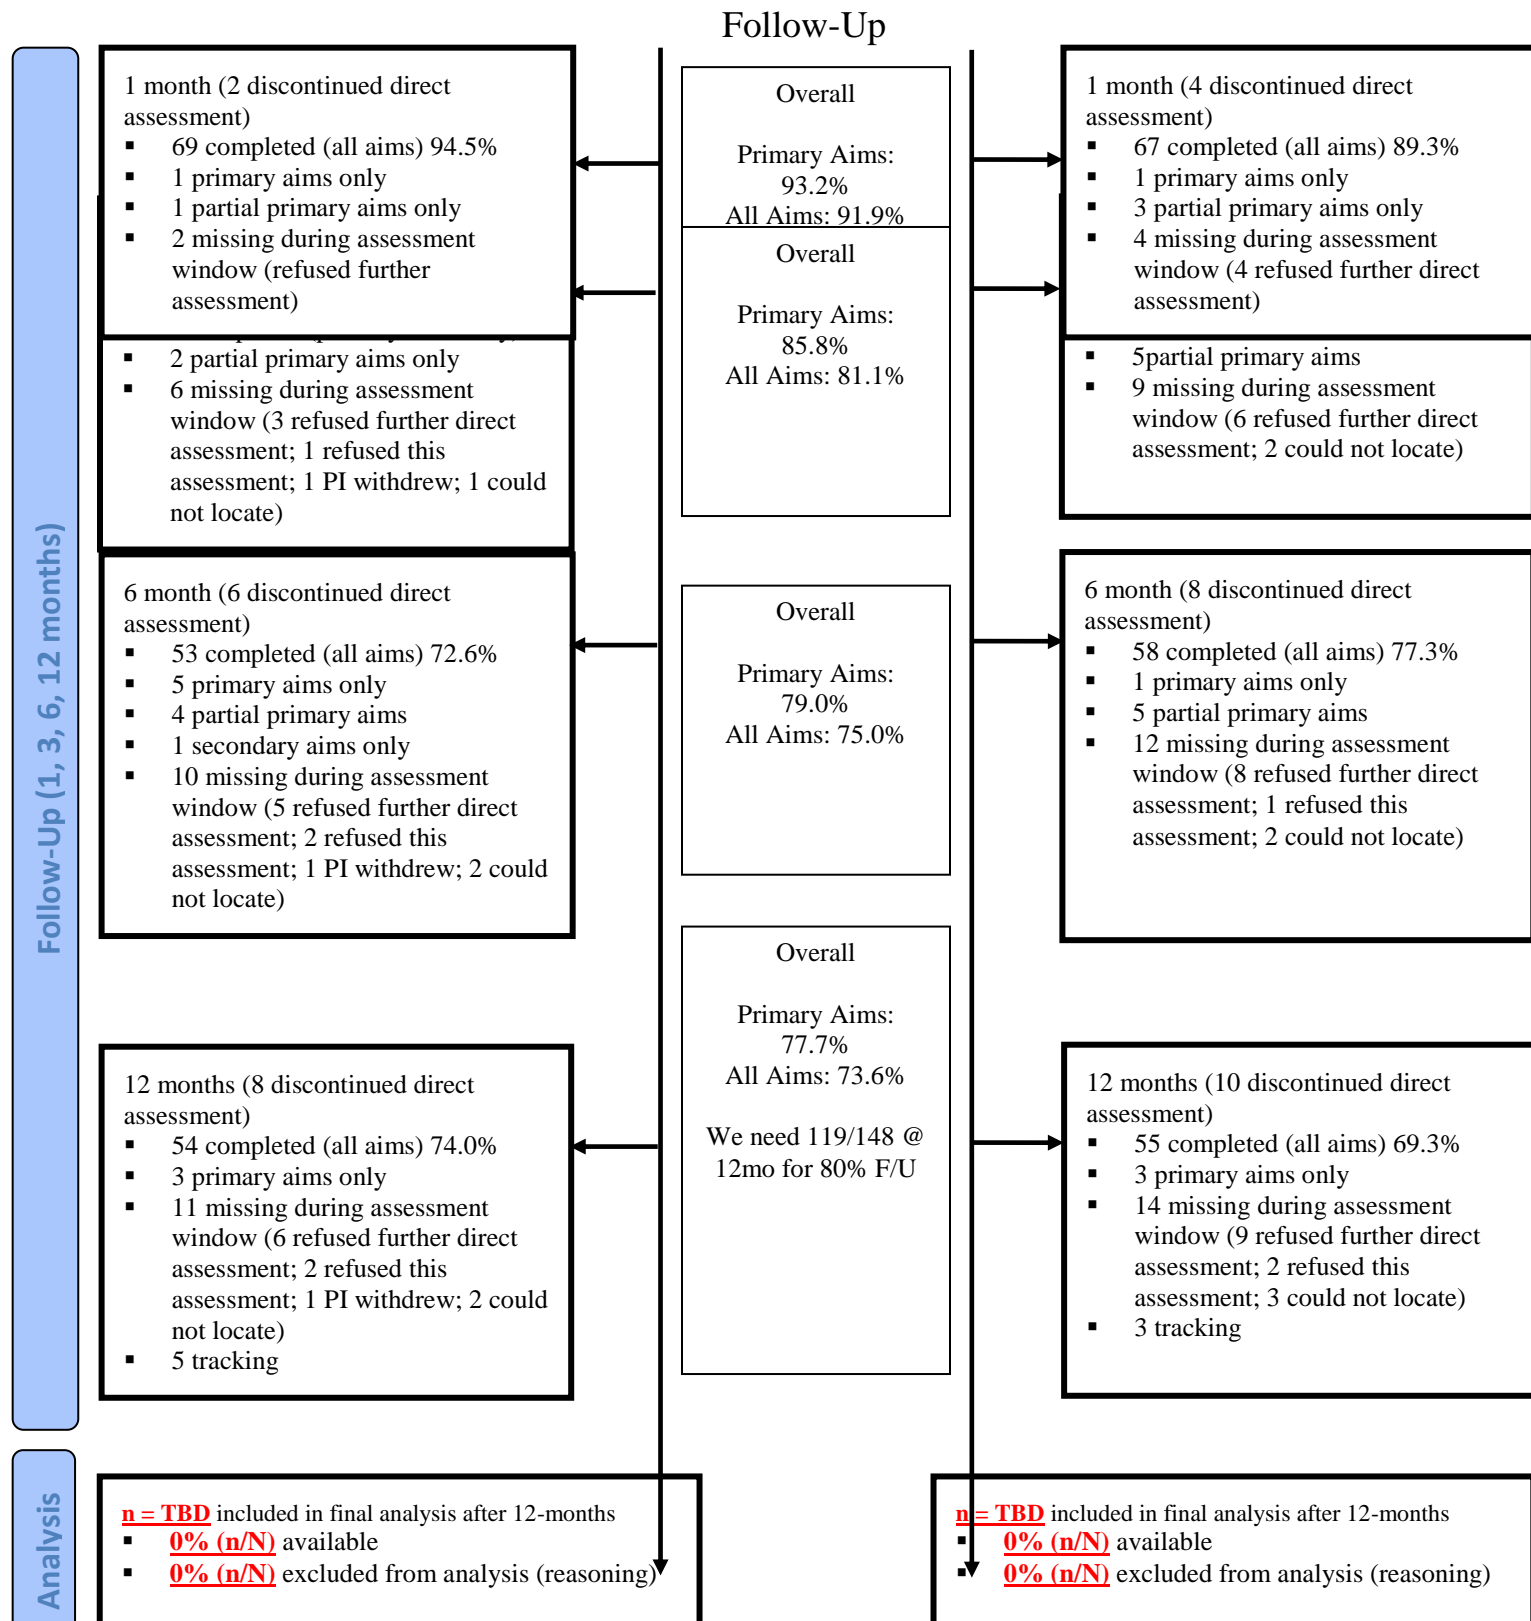 Follow-Up
Follow-Up (1, 3, 6, 12 months)
1 month (2 discontinued direct
assessment)
▪ 69 completed (all aims) 94.5%
▪ 1 primary aims only
▪ 1 partial primary aims only
▪ 2 missing during assessment
window (refused further
assessment)
▪ 2 partial primary aims only
▪ 6 missing during assessment
window (3 refused further direct
assessment; 1 refused this
assessment; 1 PI withdrew; 1 could
not locate)
6 month (6 discontinued direct
assessment)
▪ 53 completed (all aims) 72.6%
▪ 5 primary aims only
▪ 4 partial primary aims
▪ 1 secondary aims only
▪ 10 missing during assessment
window (5 refused further direct
assessment; 2 refused this
assessment; 1 PI withdrew; 2 could
not locate)
12 months (8 discontinued direct
assessment)
▪ 54 completed (all aims) 74.0%
▪ 3 primary aims only
▪ 11 missing during assessment
window (6 refused further direct
assessment; 2 refused this
assessment; 1 PI withdrew; 2 could
not locate)
▪ 5 tracking
Overall
Primary Aims:
93.2%
All Aims: 91.9%
Overall
Primary Aims:
85.8%
All Aims: 81.1%
Overall
Primary Aims:
79.0%
All Aims: 75.0%
Overall
Primary Aims:
77.7%
All Aims: 73.6%
We need 119/148 @
12mo for 80% F/U
1 month (4 discontinued direct
assessment)
▪ 67 completed (all aims) 89.3%
▪ 1 primary aims only
▪ 3 partial primary aims only
▪ 4 missing during assessment
window (4 refused further direct
assessment)
▪ 5partial primary aims
▪ 9 missing during assessment
window (6 refused further direct
assessment; 2 could not locate)
6 month (8 discontinued direct
assessment)
▪ 58 completed (all aims) 77.3%
▪ 1 primary aims only
▪ 5 partial primary aims
▪ 12 missing during assessment
window (8 refused further direct
assessment; 1 refused this
assessment; 2 could not locate)
12 months (10 discontinued direct
assessment)
▪ 55 completed (all aims) 69.3%
▪ 3 primary aims only
▪ 14 missing during assessment
window (9 refused further direct
assessment; 2 refused this
assessment; 3 could not locate)
▪ 3 tracking
Analysis
n = TBD included in final analysis after 12-months
▪ 0% (n/N) available
▪ 0% (n/N) excluded from analysis (reasoning)
n = TBD included in final analysis after 12-months
▪ 0% (n/N) available
▪ 0% (n/N) excluded from analysis (reasoning)